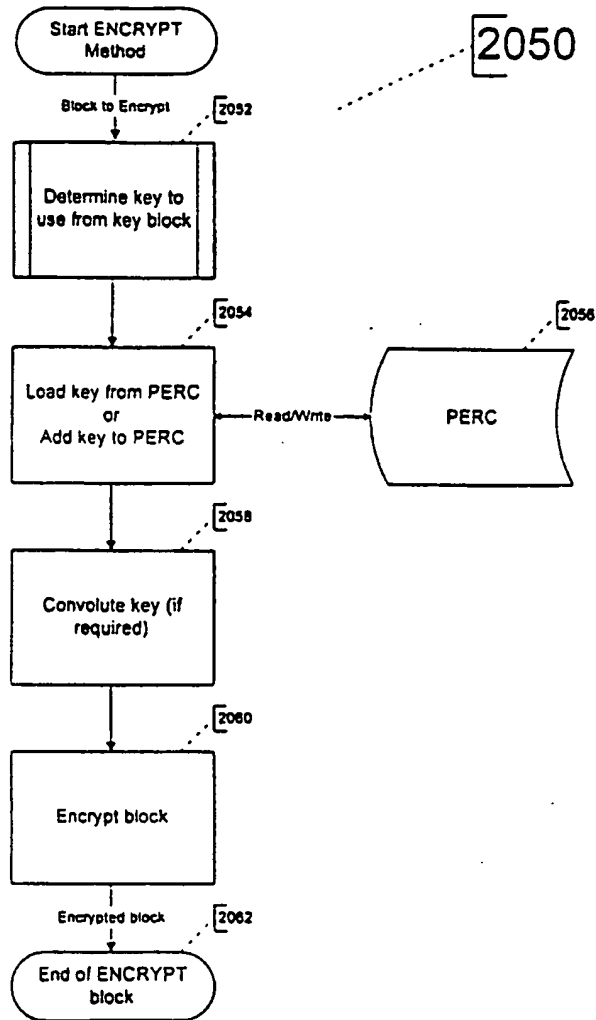 Start ENCRYPT
Method
2050
Block to Encrypt
2052
Determine key to
use from key block
2054
2056
Load key from PERC
or
Add key to PERC
Read/Write
PERC
2058
Convolute key (if
required)
2060
Encrypt block
Encrypted block
2062
End of ENCRYPT
block